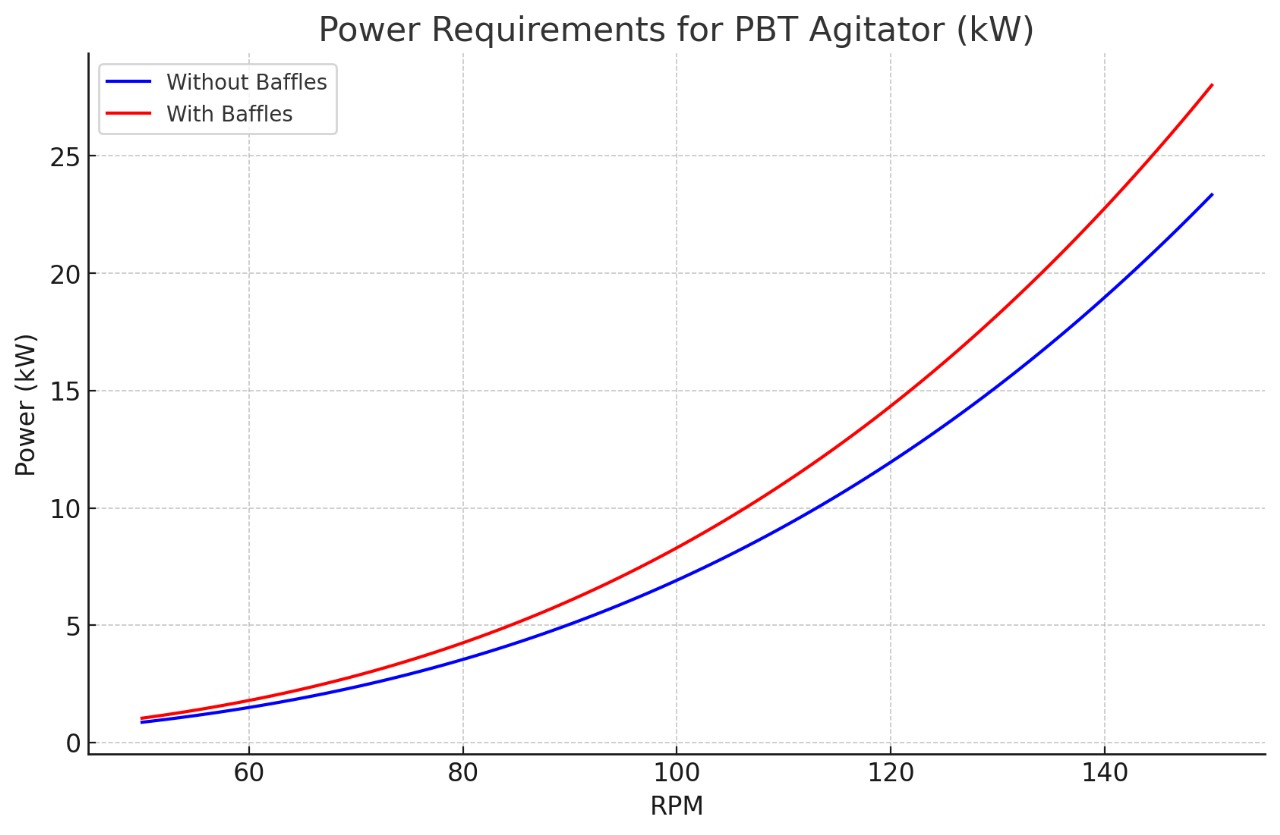 Power Requirements for PBT Agitator (kW)
Without Baffles
With Baffles
25
20
15
10
5
0
Power (kW)
60 80 100 120 140
RPM